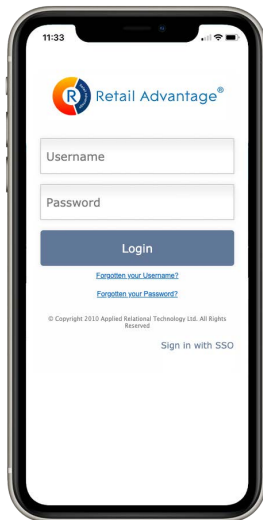 11:33
R
Retail Advantage®
Username
Password
Login
Forgotten your Username?
Forgotten your Password?
© Copyright 2010 Applied Relational Technology Ltd. All Rights
Reserved
Sign in with SSO